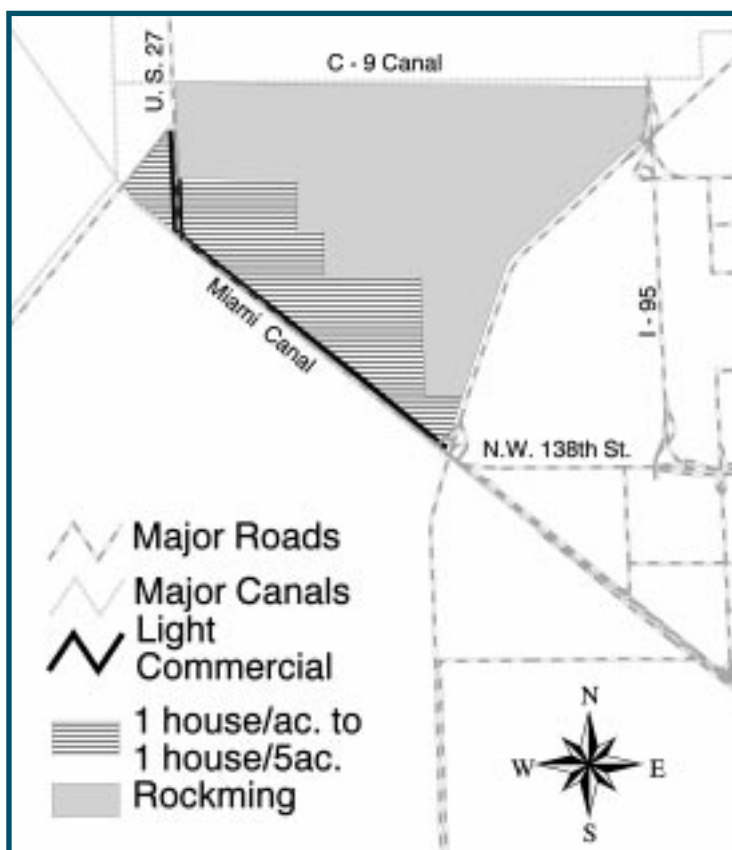 U.S. 27
C - 9 Canal
Miami Canal
I - 95
N.W. 138th St.
Major Roads
Major Canals
Light
Commercial
1 house/ac. to
1 house/5ac.
Rockming
N
W
E
S